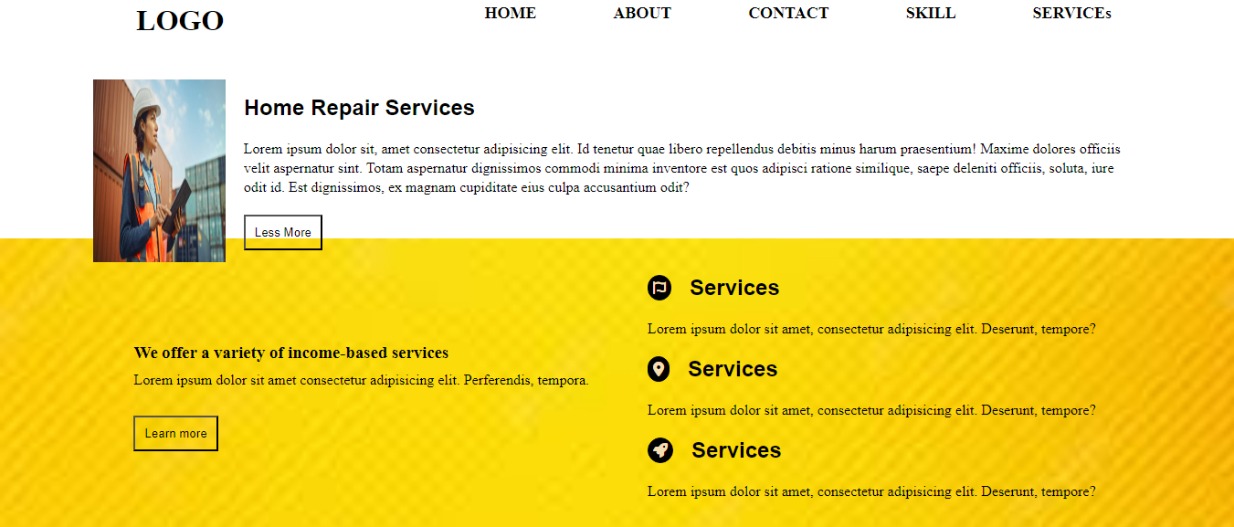 LOGO
HOME ABOUT CONTACT SKILL SERVICEs
Home Repair Services
Lorem ipsum dolor sit, amet consectetur adipisicing elit. Id tenetur quae libero repellendus debitis minus harum praesentium! Maxime dolores officiis
velit aspernatur sint. Totam aspernatur dignissimos commodi minima inventore est quos adipisci ratione similique, saepe deleniti officiis, soluta, iure
odit id. Est dignissimos, ex magnam cupiditate eius culpa accusantium odit?
Less More
We offer a variety of income-based services
Lorem ipsum dolor sit amet consectetur adipisicing elit. Perferendis, tempora.
Learn more
Services
Lorem ipsum dolor sit amet, consectetur adipisicing elit. Deserunt, tempore?
Services
Lorem ipsum dolor sit amet, consectetur adipisicing elit. Deserunt, tempore?
Services
Lorem ipsum dolor sit amet, consectetur adipisicing elit. Deserunt, tempore?